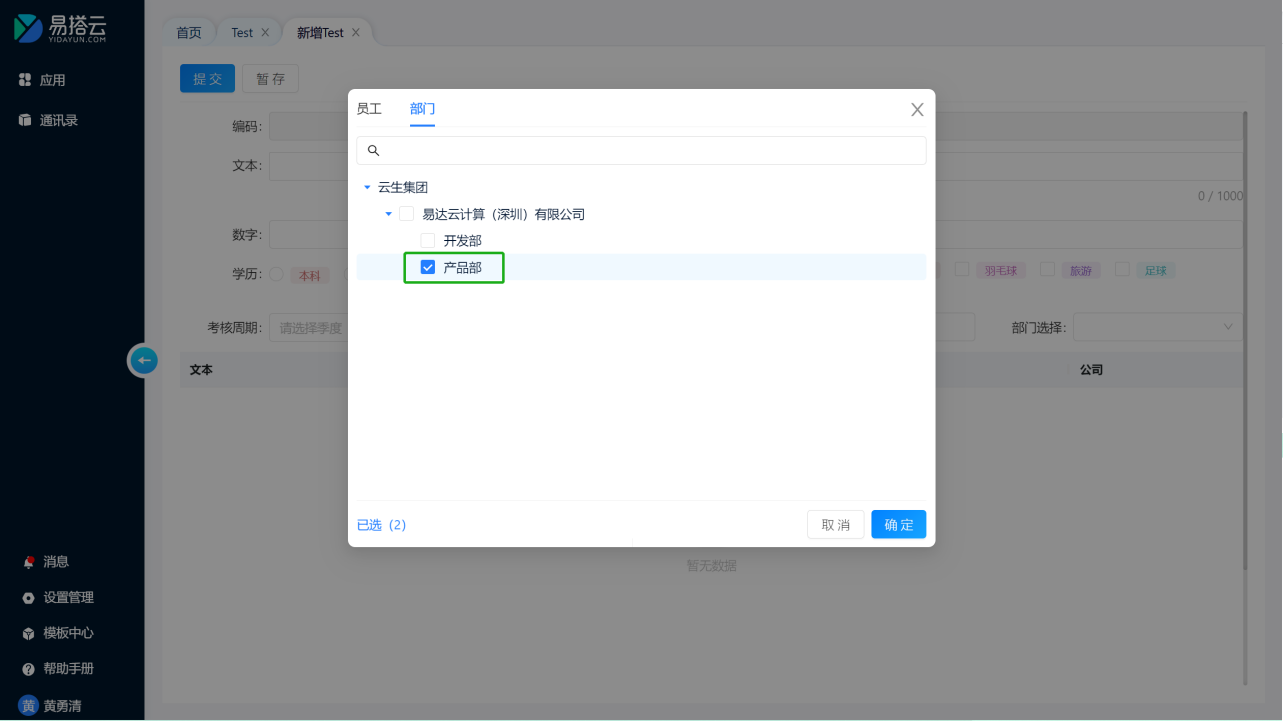 易搭云
YIDAYUN.COM
首页
Test
新增Test
应用
通讯录
提 交
暂 存
员工
部门
编码:
文本:
0 / 1000
云生集团
易达云计算（深圳）有限公司
开发部
产品部
数字:
学历:
本科
羽毛球
旅游
足球
考核周期:
请选择季度
部门选择:
文本
公司
已选（2）
取 消
确 定
暂无数据
消息
设置管理
模板中心
帮助手册
黄
黄勇清